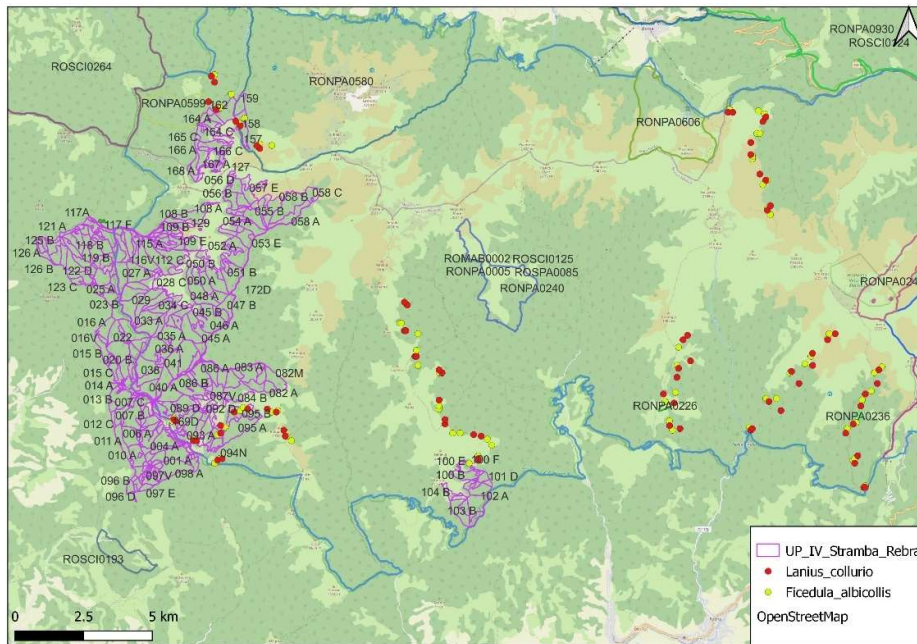 RONPA0930
ROSCI0124
ROSCI0264
RONPA0580
159
RONPA0599
162
164 A
158
RONPA0606
164 C
165 C
157
166 A
166 C
167 A
127
168 A
056 D
057 E
056 B
058 B
058 C
108 A
055 B
117A
108 B
054 A
058 A
121 A
117 F
109 B
129
125 B
118 B
115 A
109 E
053 E
126 A
119 B
116V
112 C
052 A
ROMAB0002
ROSCI0125
126 B
122 D
027 A
050 B
051 B
RONPA0005
ROSPA0085
123 C
025 A
028 C
050 A
172D
RONPA0240
029
048 A
023 B
034 C
045 B
047 B
016 A
033 A
046 A
016V
022
035 A
045 A
015 B
020 B
036 A
041
015 C
036
086 A
083 A
014 A
040 A
086 B
082M
013 B
007 C
087V
084 B
082 A
RONPA0226
007 B
089 D
092 D
095 B
RONPA0236
012 C
169D
095 A
011 A
006 A
093 A
004 A
010 A
001 A
094N
100 E
100 F
096 B
097V
098 A
100 B
101 D
096 D
097 E
104 B
102 A
103 B
ROSCI0193
UP_IV_Stramba_Rebra
Lanius_collurio
Ficedula_albicollis
OpenStreetMap
0 2.5 5 km